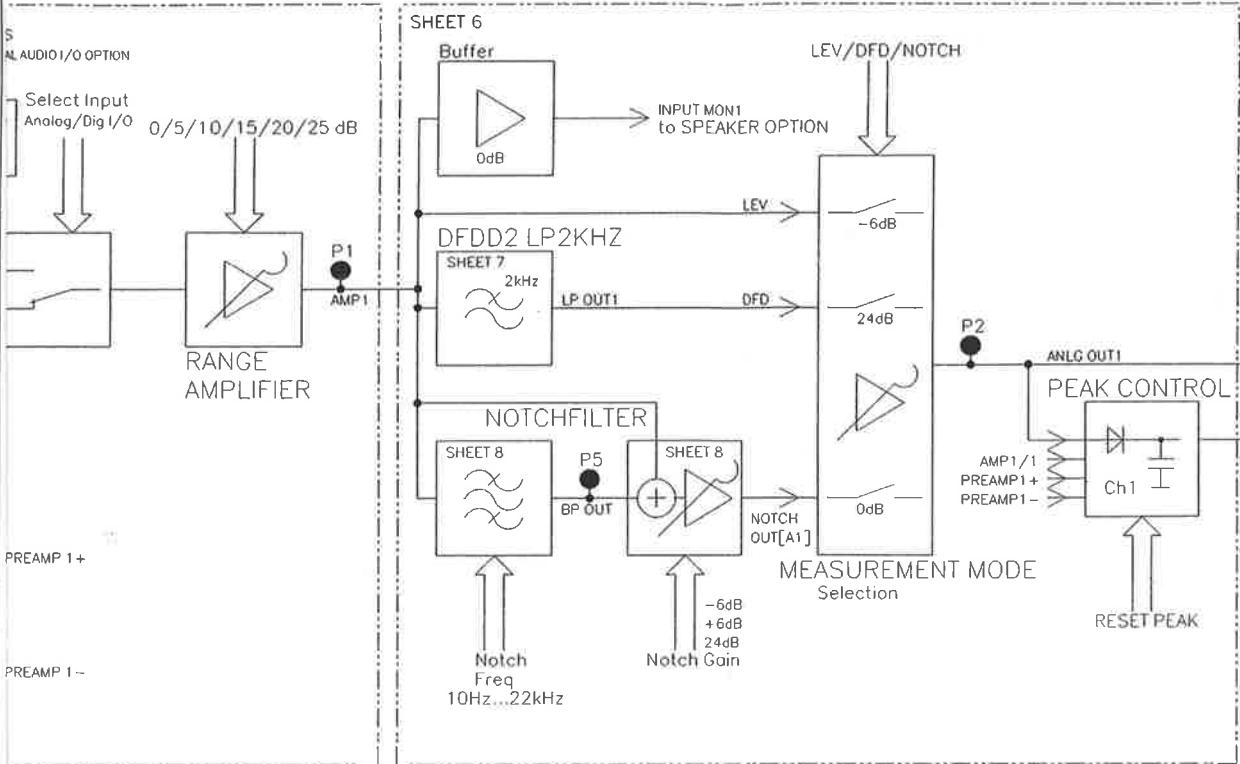 S
AL AUDIO I/O OPTION
Select Input
Analog/Dig I/O
0/5/10/15/20/25 dB
P1
AMP1
RANGE
AMPLIFIER
PREAMP 1+
PREAMP 1-
SHEET 6
Buffer
0dB
INPUT MON1
to SPEAKER OPTION
LEV/DFD/NOTCH
LEV
-6dB
DFDD2 LP2KHZ
SHEET 7
2kHz
LP OUT1
DFD
24dB
P2
ANLG OUT1
PEAK CONTROL
NOTCHFILTER
SHEET 8
P5
BP OUT
SHEET 8
NOTCH
OUT[A1]
0dB
AMP1/1
PREAMP1+
PREAMP1-
Ch1
MEASUREMENT MODE
Selection
RESET PEAK
Notch
Freq
10Hz...22kHz
-6dB
+6dB
24dB
Notch Gain